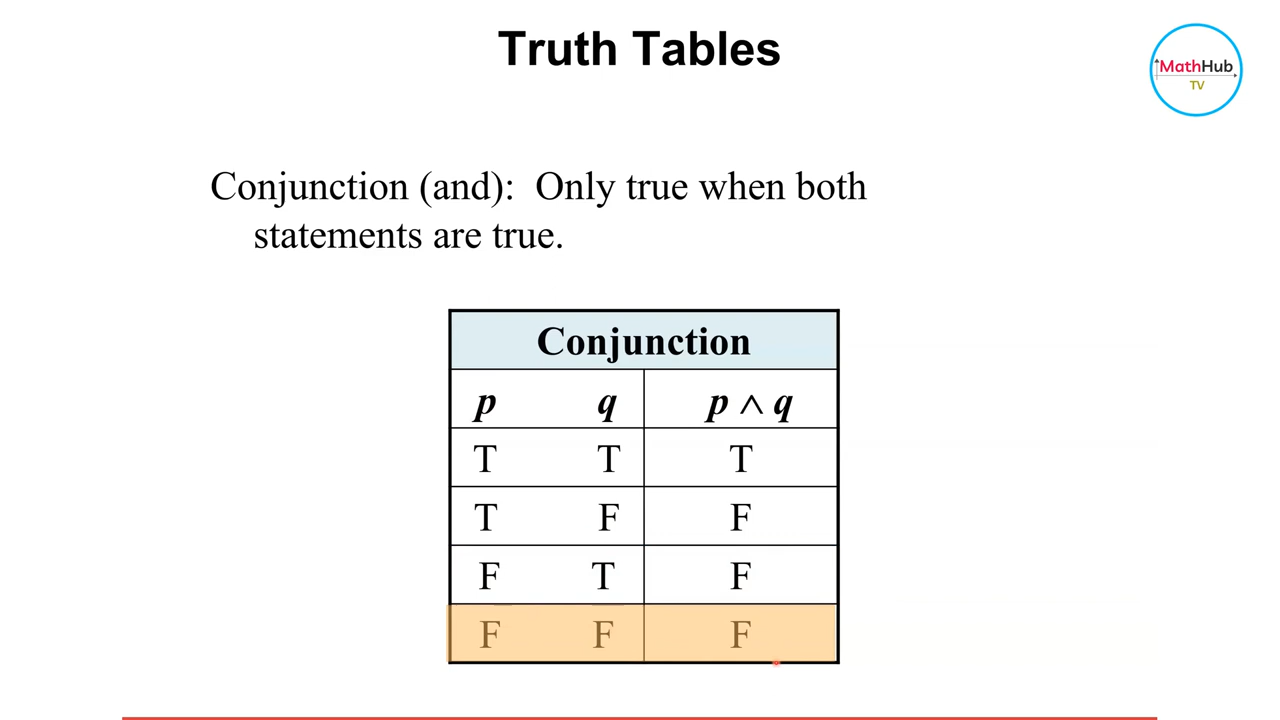 Truth Tables
MathHub
TV
Conjunction (and): Only true when both
statements are true.
Conjunction
p q p ∧ q
T T T
T F F
F T F
F F F